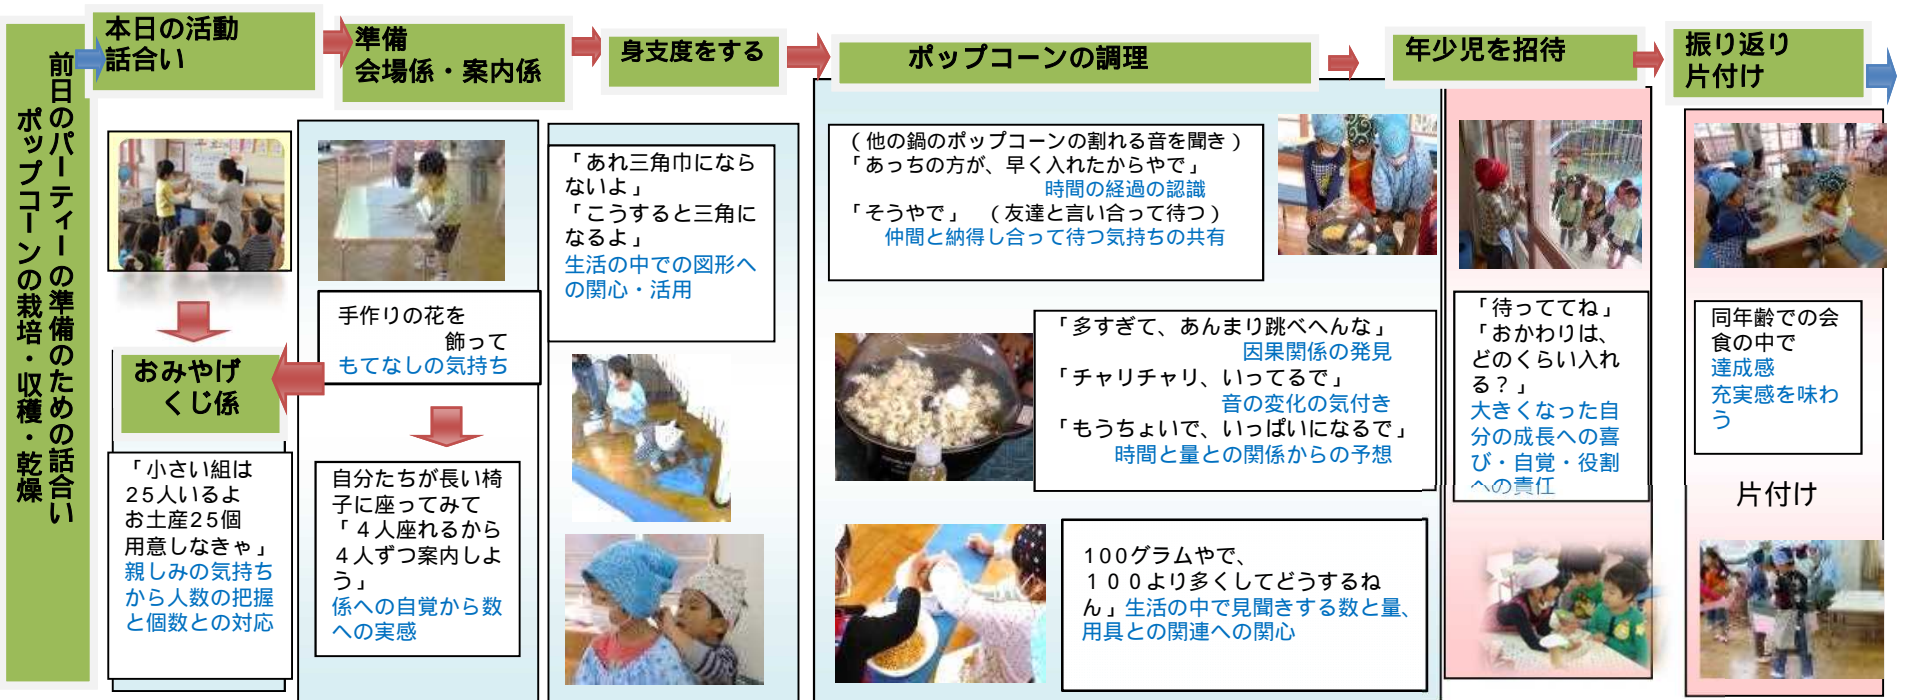 前日のパーティーの準備のための話合い
ポップコーンの栽培・収穫・乾燥
本日の活動
話合い
準備
会場係・案内係
身支度をする
ポップコーンの調理
年少児を招待
振り返り
片付け
おみやげ
くじ係
「小さい組は
25人いるよ
お土産25個
用意しなきゃ」
親しみの気持ち
から人数の把握
と個数との対応
手作りの花を
飾って
もてなしの気持ち
自分たちが長い椅
子に座ってみて
「４人座れるから
４人ずつ案内しよ
う」
係への自覚から数
への実感
「あれ三角巾になら
ないよ」
「こうすると三角に
なるよ」
生活の中での図形へ
の関心・活用
（他の鍋のポップコーンの割れる音を聞き）
「あっちの方が、早く入れたからやで」
時間の経過の認識
「そうやで」　（友達と言い合って待つ）
仲間と納得し合って待つ気持ちの共有
「多すぎて、あんまり跳べへんな」
因果関係の発見
「チャリチャリ、いってるで」
音の変化の気付き
「もうちょいで、いっぱいになるで」
時間と量との関係からの予想
100グラムやで、
１００より多くしてどうするね
ん」生活の中で見聞きする数と量、
用具との関連への関心
「待っててね」
「おかわりは、
どのくらい入れ
る？」
大きくなった自
分の成長への喜
び・自覚・役割
への責任
同年齢での会
食の中で
達成感
充実感を味わ
う
片付け